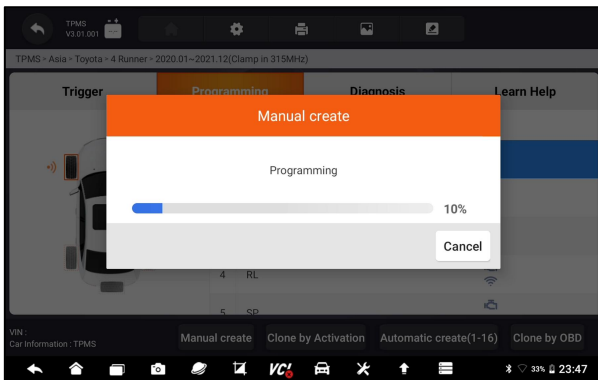 TPMS
V3.01.001
TPMS > Asia > Toyota > 4 Runner > 2020.01~2021.12(Clamp in 315MHz)
Trigger Programming Diagnosis Learn Help
Manual create
Programming
10%
Cancel
4 RL
5 SP
VIN :
Car Information : TPMS
Manual create Clone by Activation Automatic create(1-16) Clone by OBD
VCI 33% 23:47